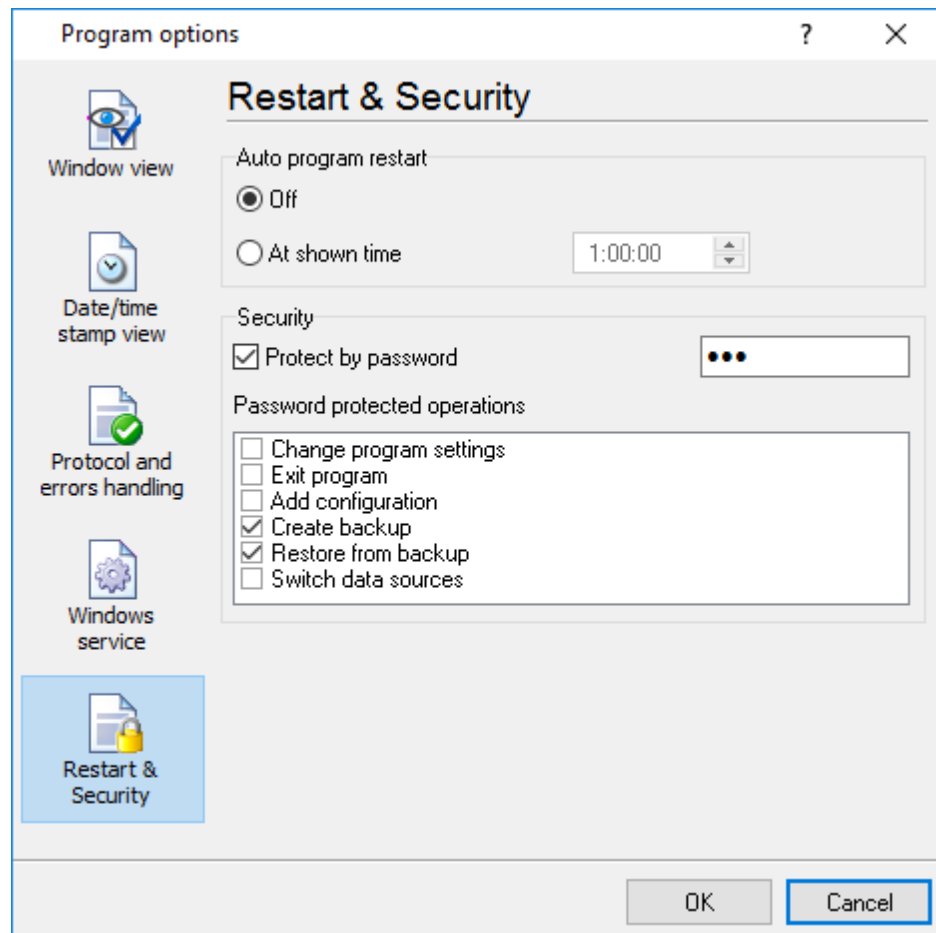 Program options
?
Window view
Date/time
stamp view
Protocol and
errors handling
Windows
service
Restart &
Security
Restart & Security
Auto program restart
Off
At shown time 1:00:00
Security
Protect by password •••
Password protected operations
Change program settings
Exit program
Add configuration
Create backup
Restore from backup
Switch data sources
OK Cancel